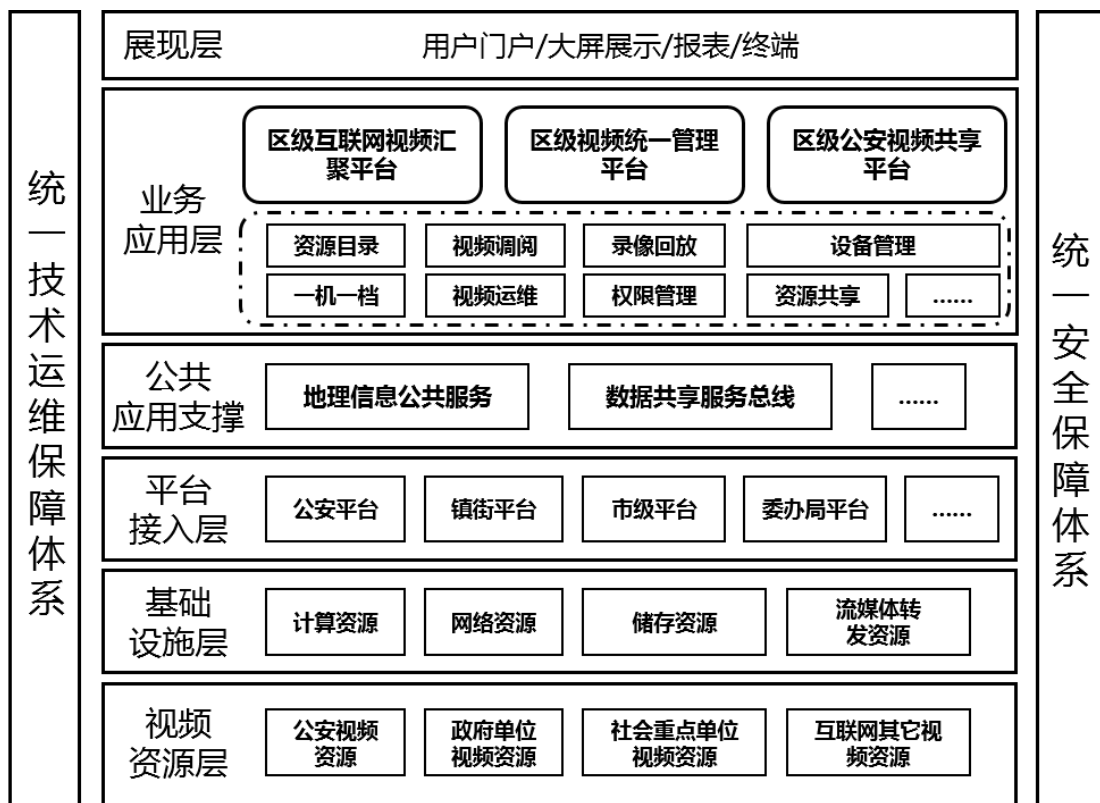 统一技术运维保障体系
展现层
用户门户/大屏展示/报表/终端
业务
应用层
区级互联网视频汇
聚平台
区级视频统一管理
平台
区级公安视频共享
平台
资源目录
视频调阅
录像回放
设备管理
一机一档
视频运维
权限管理
资源共享
......
公共
应用支撑
地理信息公共服务
数据共享服务总线
......
平台
接入层
公安平台
镇街平台
市级平台
委办局平台
......
基础
设施层
计算资源
网络资源
储存资源
流媒体转
发资源
视频
资源层
公安视频
资源
政府单位
视频资源
社会重点单位
视频资源
互联网其它视
频资源
统一安全保障体系